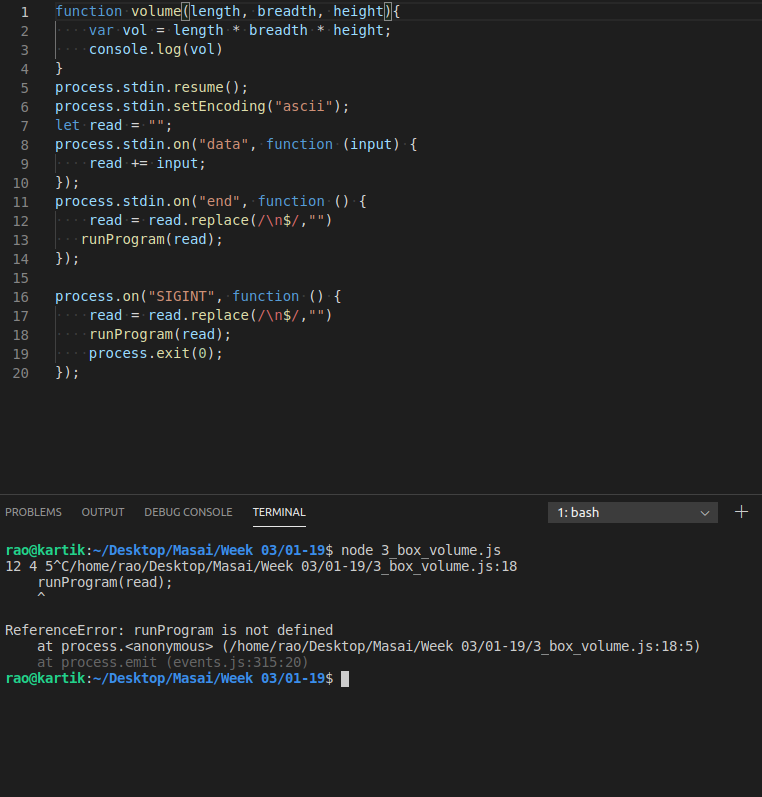 1 function volume(length, breadth, height){
2     var vol = length * breadth * height;
3     console.log(vol)
4 }
5 process.stdin.resume();
6 process.stdin.setEncoding("ascii");
7 let read = "";
8 process.stdin.on("data", function (input) {
9     read += input;
10 });
11 process.stdin.on("end", function () {
12     read = read.replace(/\n$/,"")
13    runProgram(read);
14 });
15
16 process.on("SIGINT", function () {
17     read = read.replace(/\n$/,"")
18     runProgram(read);
19     process.exit(0);
20 });
PROBLEMS OUTPUT DEBUG CONSOLE TERMINAL 1: bash
rao@kartik:~/Desktop/Masai/Week 03/01-19$ node 3_box_volume.js
12 4 5^C/home/rao/Desktop/Masai/Week 03/01-19/3_box_volume.js:18
    runProgram(read);
    ^
ReferenceError: runProgram is not defined
    at process.<anonymous> (/home/rao/Desktop/Masai/Week 03/01-19/3_box_volume.js:18:5)
    at process.emit (events.js:315:20)
rao@kartik:~/Desktop/Masai/Week 03/01-19$